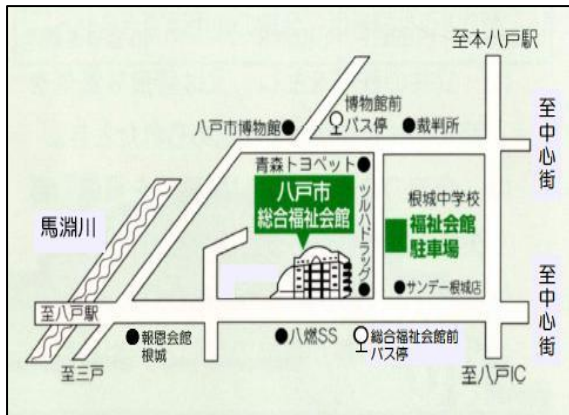 至本八戸駅
博物館前
バス停
八戸市博物館
裁判所
至中心街
青森トヨペット
八戸市
総合福祉会館
ツルハドラッグ
根城中学校
福祉会館
駐車場
馬淵川
サンデー根城店
至中心街
至八戸駅
報恩会館
根城
八燃SS
総合福祉会館前
バス停
至三戸
至八戸IC